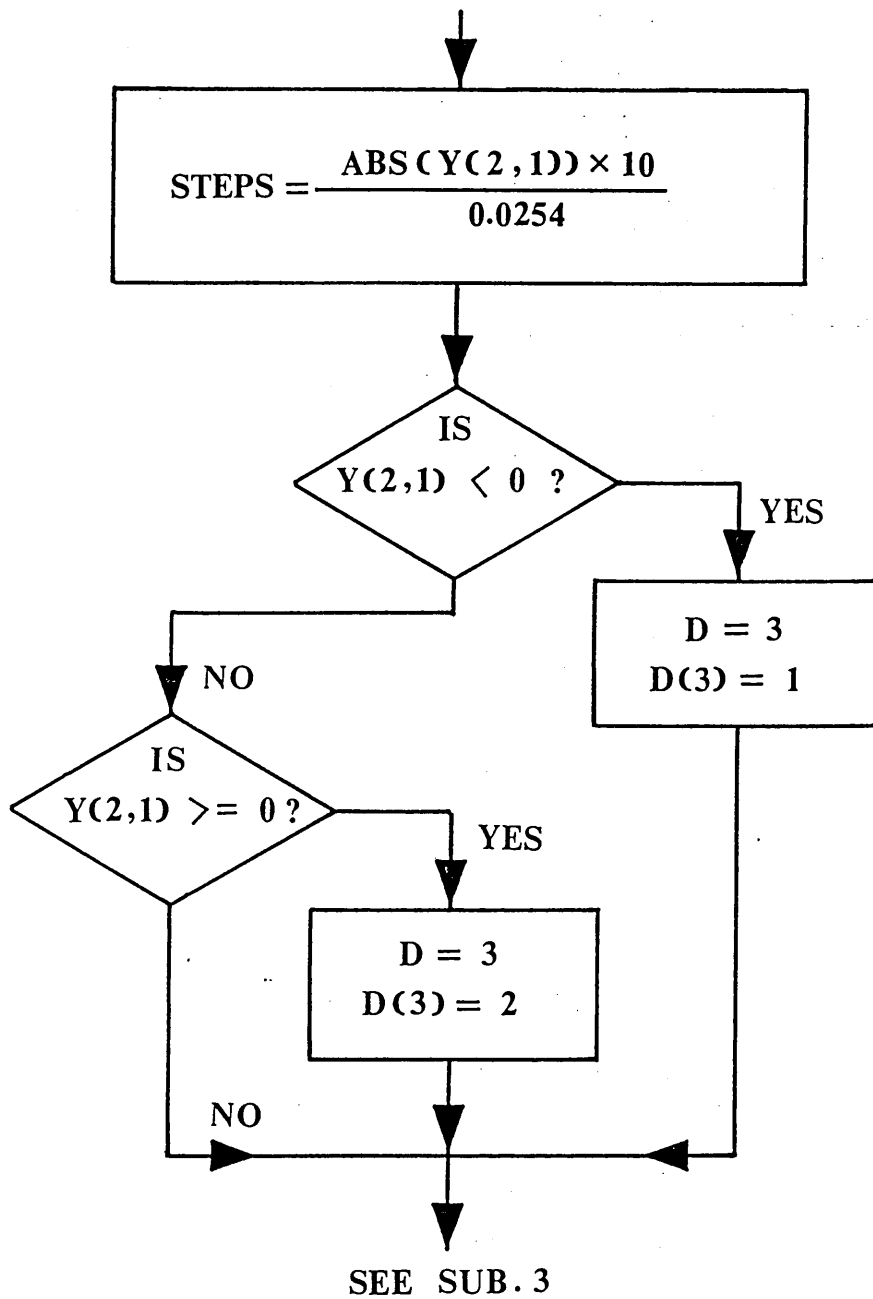 STEPS = ABS(Y(2,1)) × 10
0.0254
IS
Y(2,1) < 0 ?
YES
D = 3
D(3) = 1
NO
IS
Y(2,1) >= 0?
YES
D = 3
D(3) = 2
NO
SEE SUB. 3